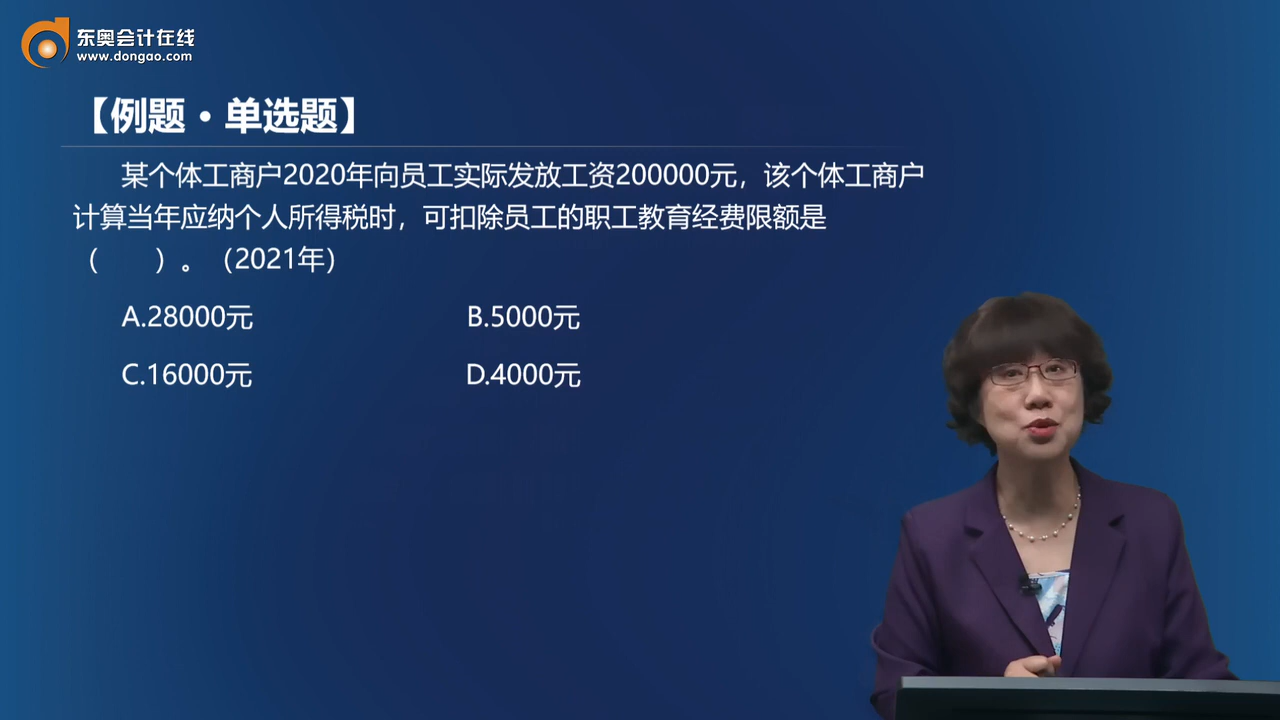 东奥会计在线
www.dongao.com
【例题·单选题】
某个体工商户2020年向员工实际发放工资200000元，该个体工商户
计算当年应纳个人所得税时，可扣除员工的职工教育经费限额是
（ ）。（2021年）
A.28000元 B.5000元
C.16000元 D.4000元